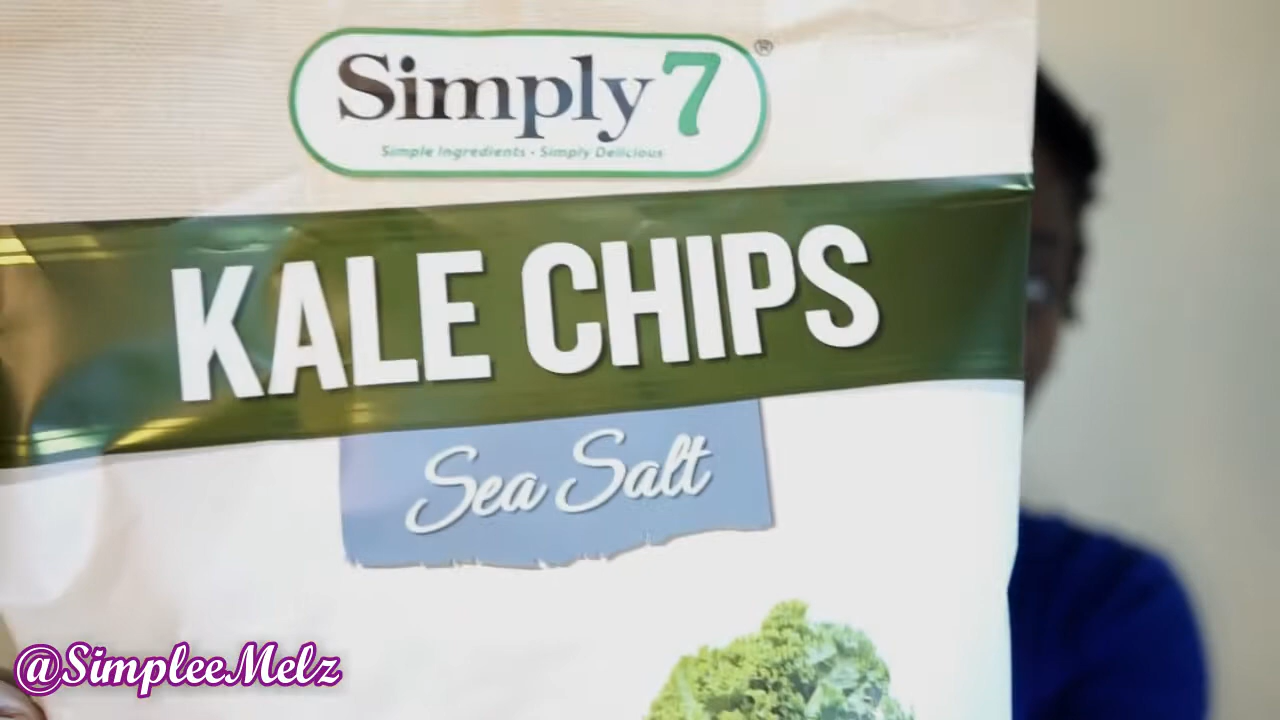 Simply 7®
Simple Ingredients • Simply Delicious
KALE CHIPS
Sea Salt
@SimpleeMelz